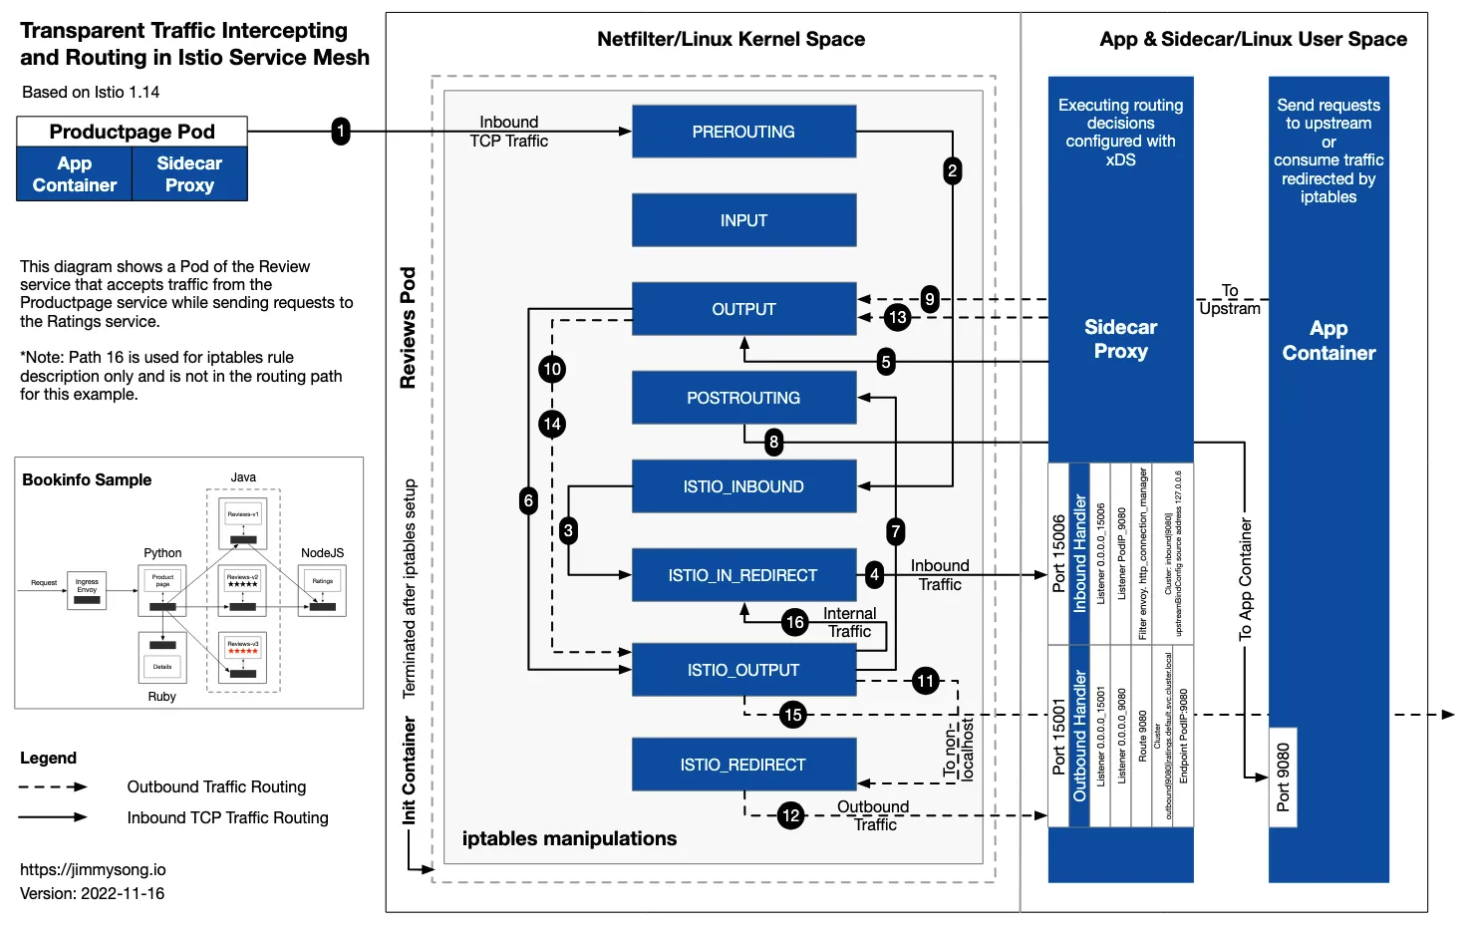 Transparent Traffic Intercepting
and Routing in Istio Service Mesh
Based on Istio 1.14
Productpage Pod
App
Container
Sidecar
Proxy
This diagram shows a Pod of the Review
service that accepts traffic from the
Productpage service while sending requests to
the Ratings service.
*Note: Path 16 is used for iptables rule
description only and is not in the routing path
for this example.
Bookinfo Sample
Java
Reviews-v1
Python
NodeJS
Request
Ingress
Envoy
Product
page
Reviews-v2
★★★★★
Ratings
Reviews-v3
★★★★★
Details
Ruby
Legend
Outbound Traffic Routing
Inbound TCP Traffic Routing
https://jimmysong.io
Version: 2022-11-16
Netfilter/Linux Kernel Space
Reviews Pod
Terminated after iptables setup
Init Container
1
Inbound
TCP Traffic
PREROUTING
2
INPUT
OUTPUT
9
13
5
10
14
POSTROUTING
8
6
ISTIO_INBOUND
3
7
ISTIO_IN_REDIRECT
4
Inbound
Traffic
16
Internal
Traffic
ISTIO_OUTPUT
11
15
To non-
localhost
ISTIO_REDIRECT
12
Outbound
Traffic
iptables manipulations
App & Sidecar/Linux User Space
Executing routing
decisions
configured with
xDS
Sidecar
Proxy
To
Upstram
Send requests
to upstream
or
consume traffic
redirected by
iptables
App
Container
Port 15006
Inbound Handler
Listener 0.0.0.0_15006
Listener PodIP_9080
Filter envoy. http_connection_manager
Cluster: inbound|9080||
upstreamBindConfig source address 127.0.0.6
Port 15001
Outbound Handler
Listener 0.0.0.0_15001
Listener 0.0.0.0_9080
Route 9080
Cluster
outbound|9080||ratings.default.svc.cluster.local
Endpoint PodIP:9080
To App Container
Port 9080